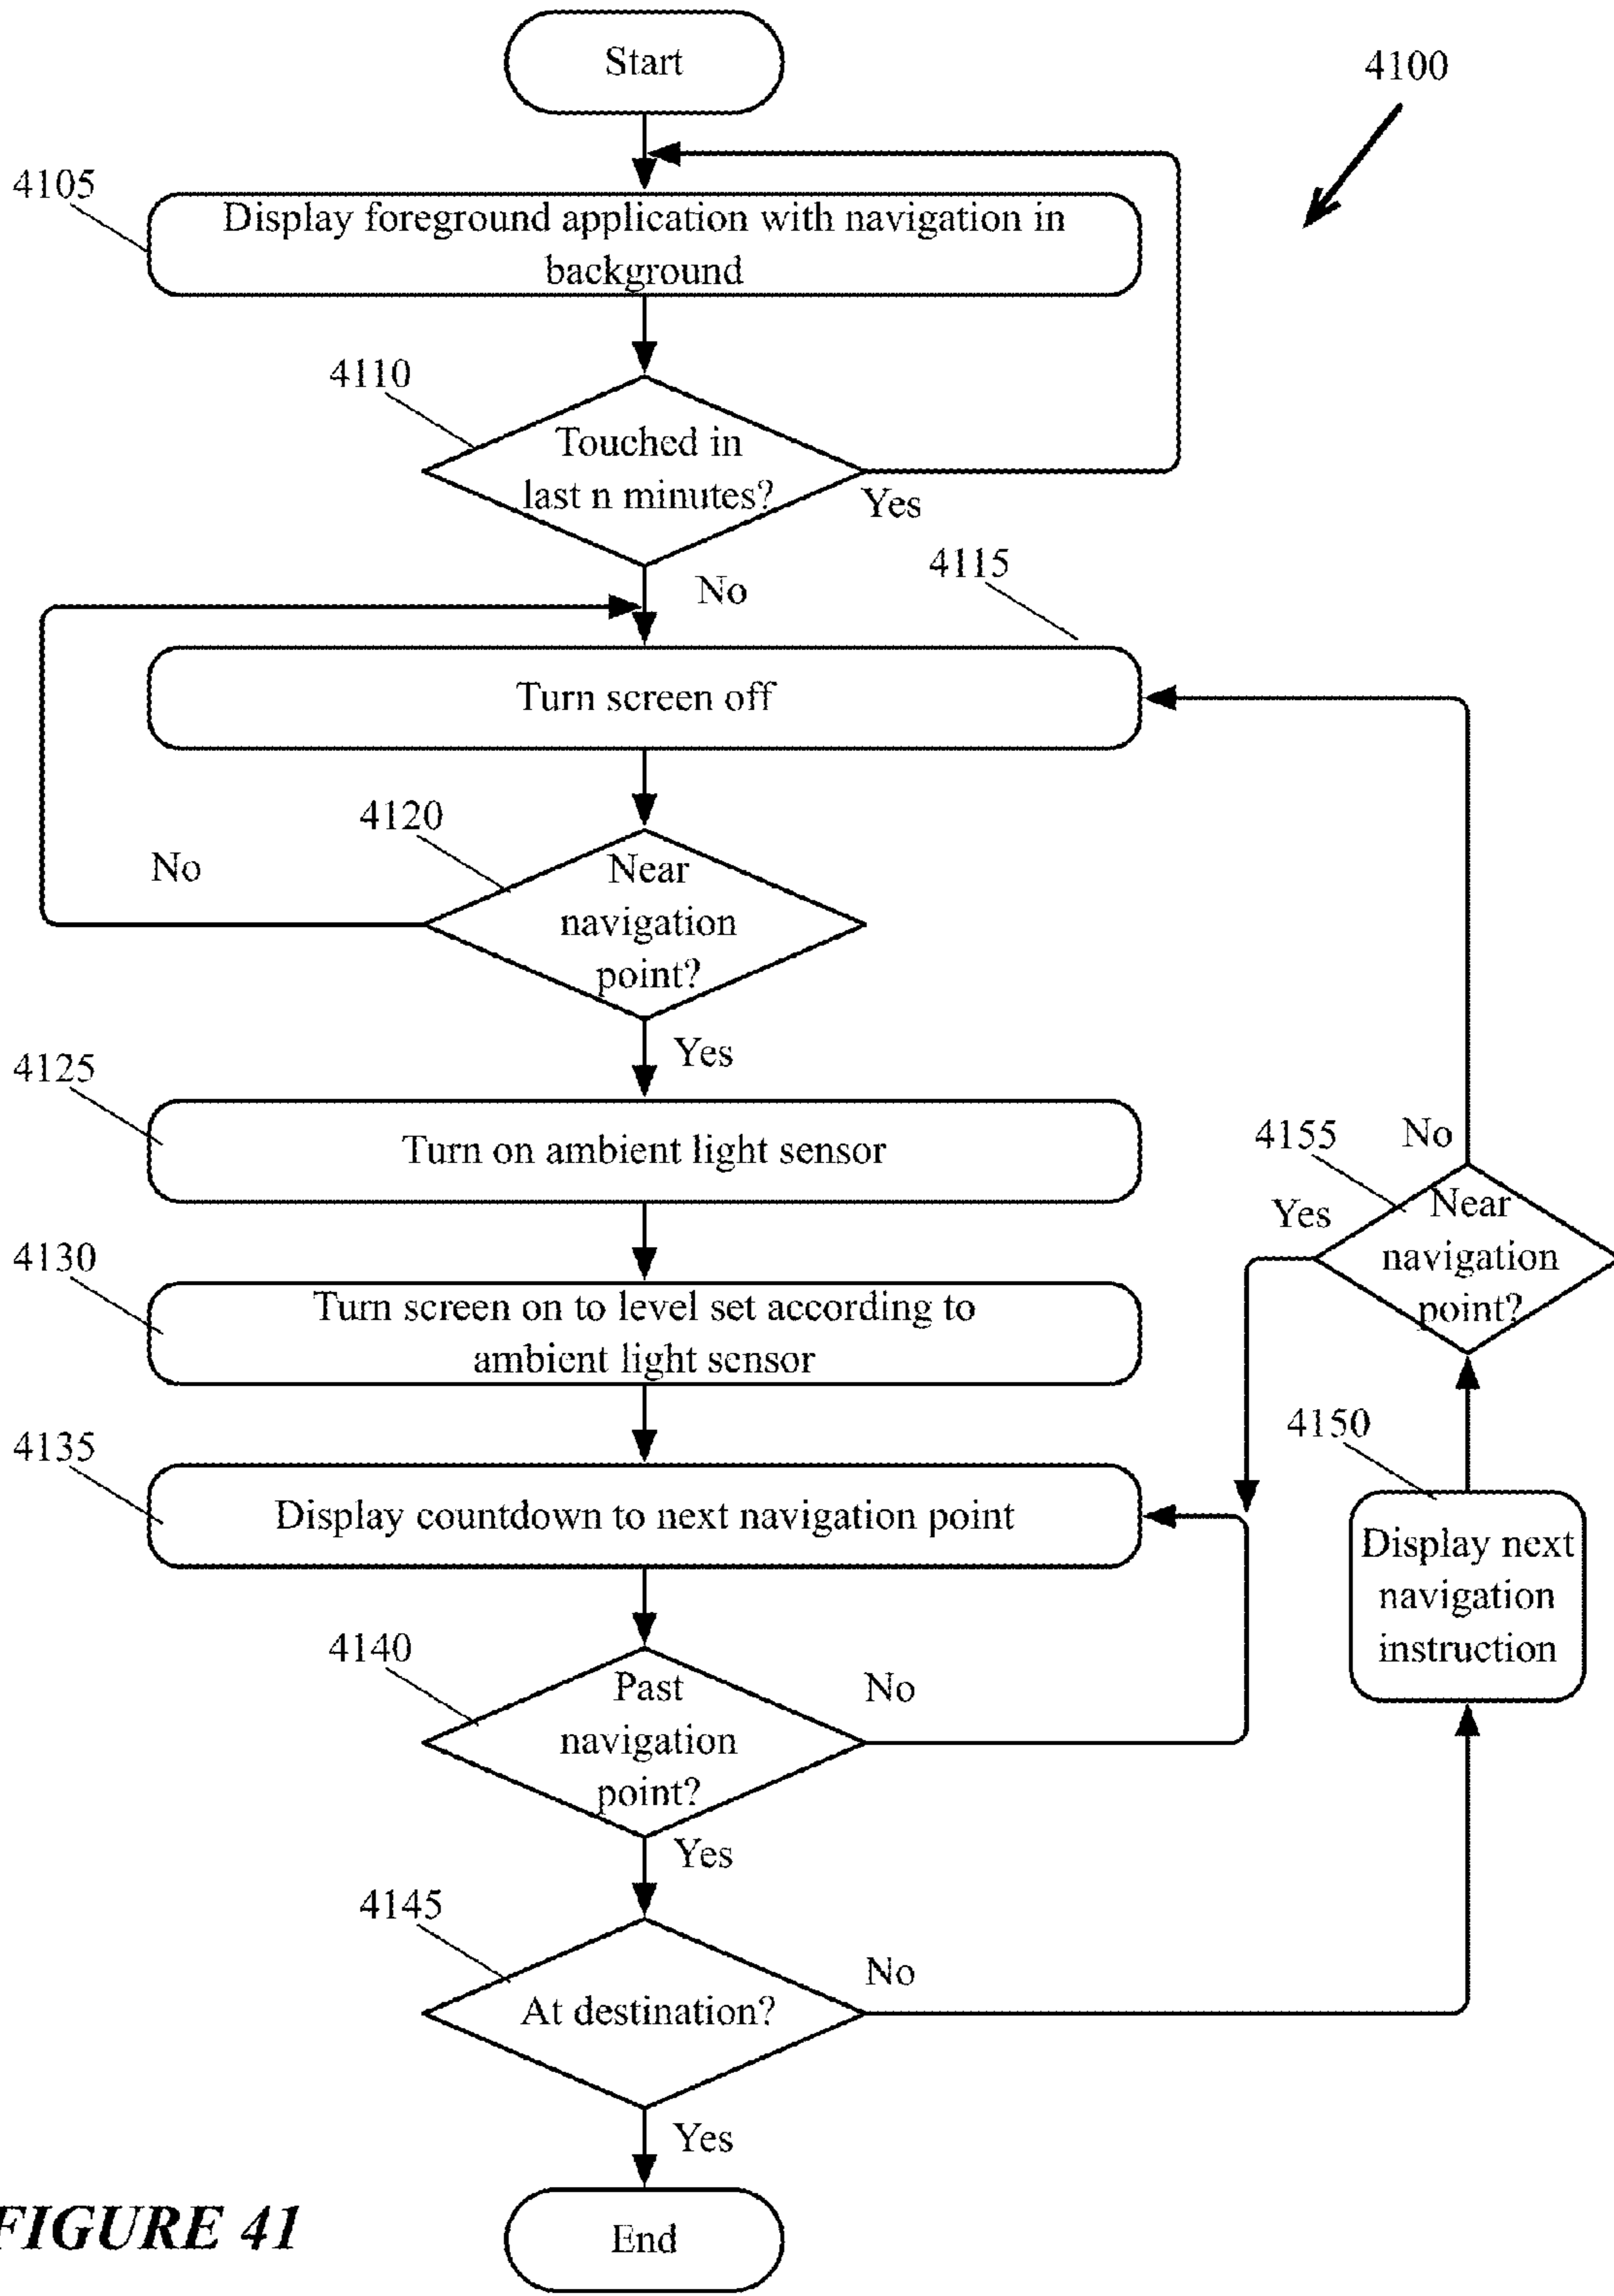 Start
4100
4105
Display foreground application with navigation in
background
4110
Touched in
last n minutes?
Yes
No
4115
Turn screen off
4120
No
Near
navigation
point?
Yes
4125
Turn on ambient light sensor
4155
No
Yes
Near
navigation
point?
4130
Turn screen on to level set according to
ambient light sensor
4135
Display countdown to next navigation point
4150
Display next
navigation
instruction
4140
Past
navigation
point?
No
Yes
4145
At destination?
No
Yes
End
FIGURE 41